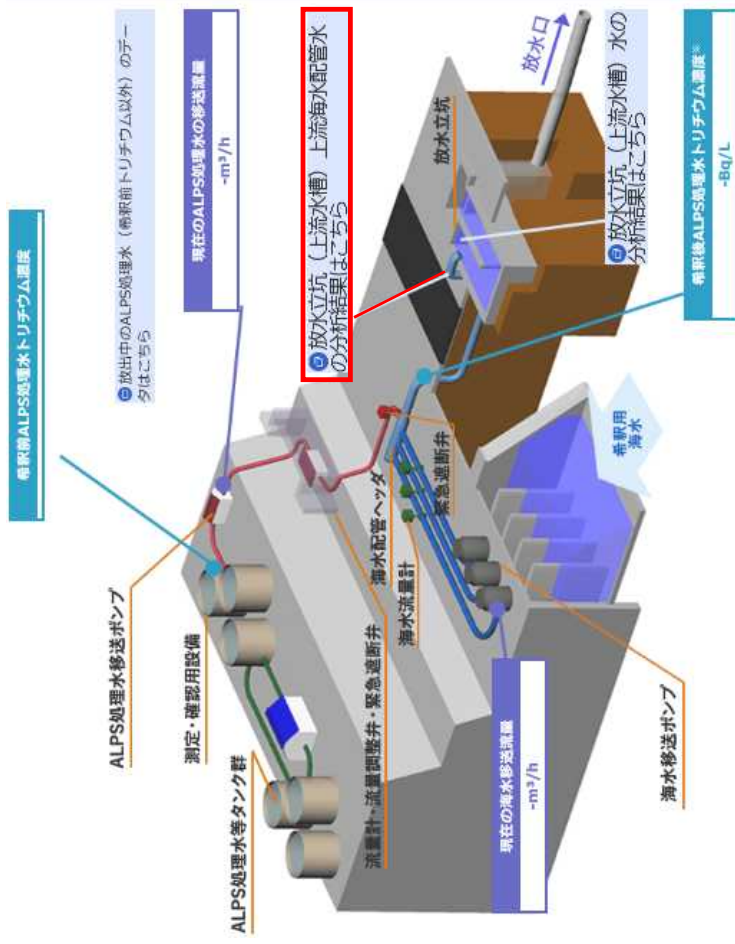 希釈前ALPS処理水トリチウム濃度
放出中のALPS処理水（希釈前トリチウム以外）のデー
タはこちら
現在のALPS処理水の移送流量
-m³/h
放水立坑（上流水槽）上流海水配管水
の分析結果はこちら
放水口
放水立坑
放水立坑（上流水槽）水の
分析結果はこちら
希釈後ALPS処理水トリチウム濃度※
-Bq/L
ALPS処理水移送ポンプ
測定・確認用設備
ALPS処理水等タンク群
流量計・流量調整弁・緊急遮断弁
海水配管ヘッダ
海水流量計
緊急遮断弁
希釈用
海水
現在の海水移送流量
-m³/h
海水移送ポンプ